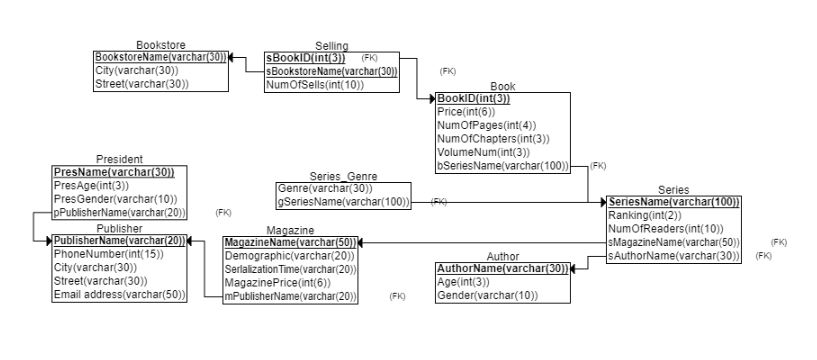 Bookstore
BookstoreName(varchar(30))
City(varchar(30))
Street(varchar(30))
Selling
sBookID(int(3)) (FK)
sBookstoreName(varchar(30)) (FK)
NumOfSells(int(10))
Book
BookID(int(3))
Price(int(6))
NumOfPages(int(4))
NumOfChapters(int(3))
VolumeNum(int(3))
bSeriesName(varchar(100)) (FK)
President
PresName(varchar(30))
PresAge(int(3))
PresGender(varchar(10))
pPublisherName(varchar(20)) (FK)
Series_Genre
Genre(varchar(30))
gSeriesName(varchar(100)) (FK)
Series
SeriesName(varchar(100))
Ranking(int(2))
NumOfReaders(int(10))
sMagazineName(varchar(50)) (FK)
sAuthorName(varchar(30)) (FK)
Publisher
PublisherName(varchar(20))
PhoneNumber(int(15))
City(varchar(30))
Street(varchar(30))
Email address(varchar(50))
Magazine
MagazineName(varchar(50))
Demographic(varchar(20))
SerlalizationTime(varchar(20))
MagazinePrice(int(6))
mPublisherName(varchar(20)) (FK)
Author
AuthorName(varchar(30))
Age(int(3))
Gender(varchar(10))